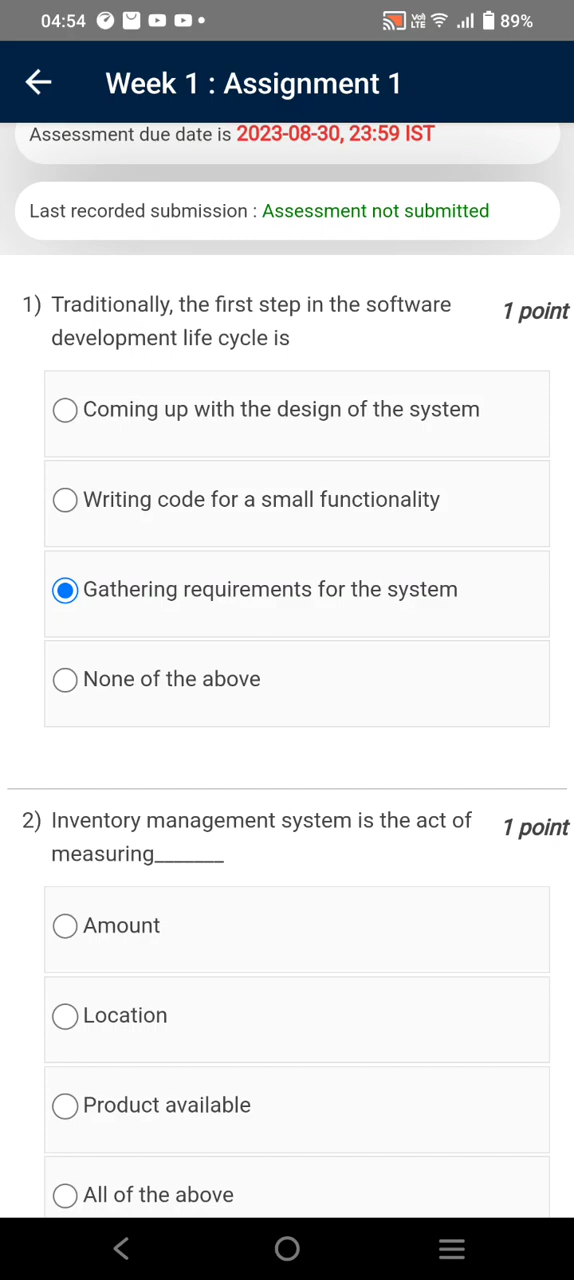 04:54
Vo) LTE
89%
Week 1 : Assignment 1
Assessment due date is 2023-08-30, 23:59 IST
Last recorded submission : Assessment not submitted
1) Traditionally, the first step in the software
development life cycle is
1 point
Coming up with the design of the system
Writing code for a small functionality
Gathering requirements for the system
None of the above
2) Inventory management system is the act of
measuring_______
1 point
Amount
Location
Product available
All of the above